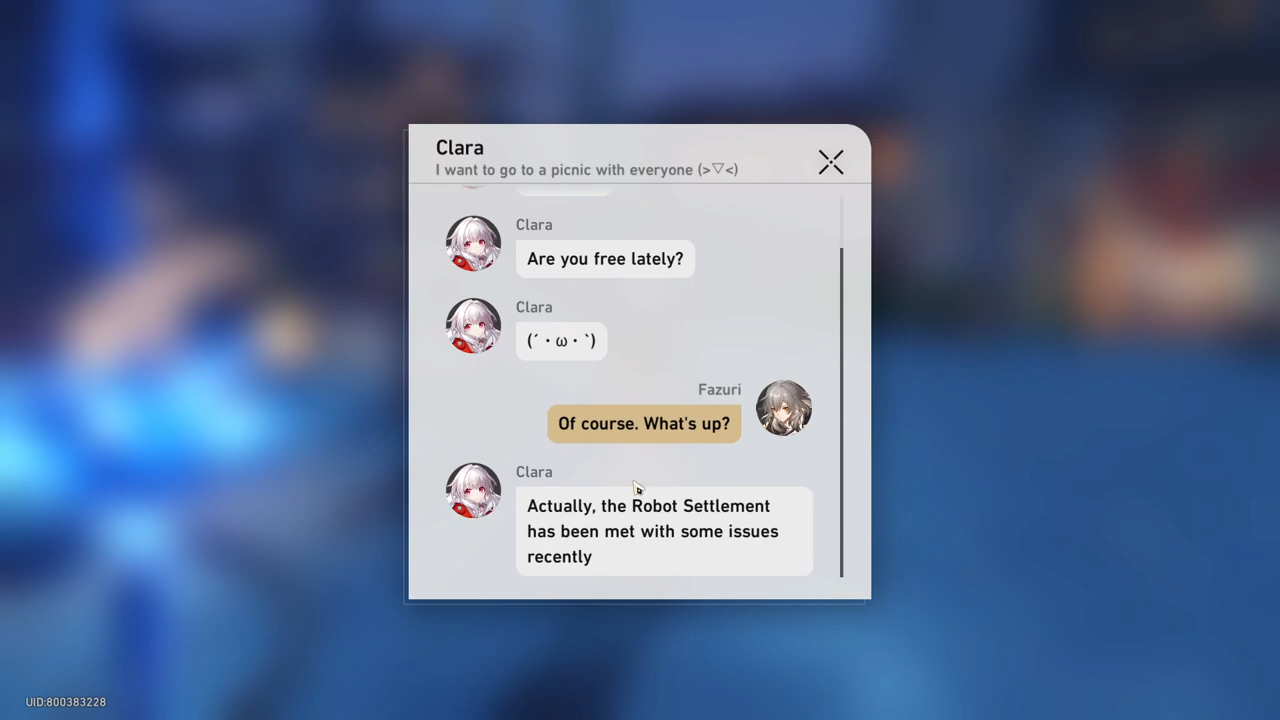 Clara
I want to go to a picnic with everyone (>▽<)
Clara
Are you free lately?
Clara
(´・ω・`)
Fazuri
Of course. What's up?
Clara
Actually, the Robot Settlement
has been met with some issues
recently
UID:800383228